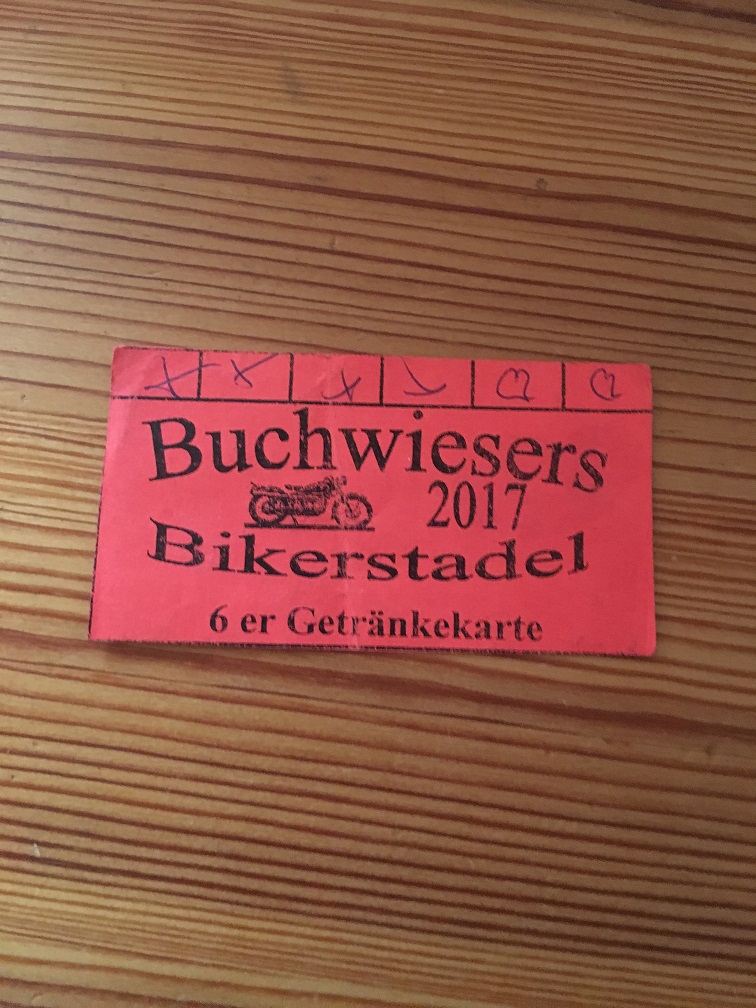 Buchwiesers
2017
Bikerstadel
6 er Getränkekarte